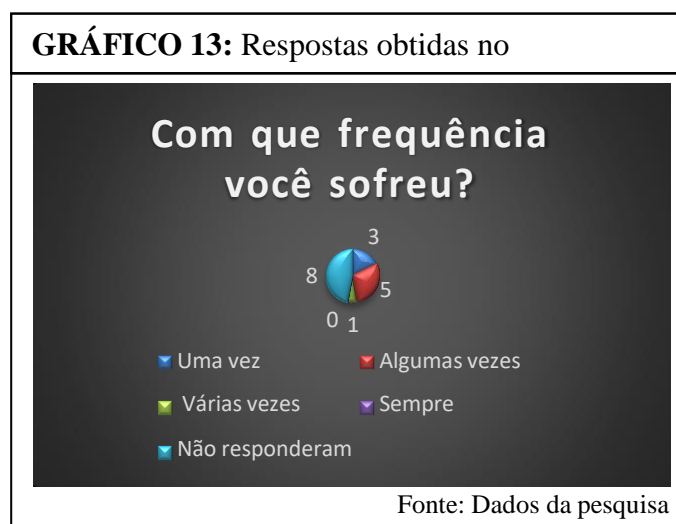 GRÁFICO 13: Respostas obtidas no
Com que frequência
você sofreu?
3
8
5
0 1
Uma vez Algumas vezes
Várias vezes Sempre
Não responderam
Fonte: Dados da pesquisa